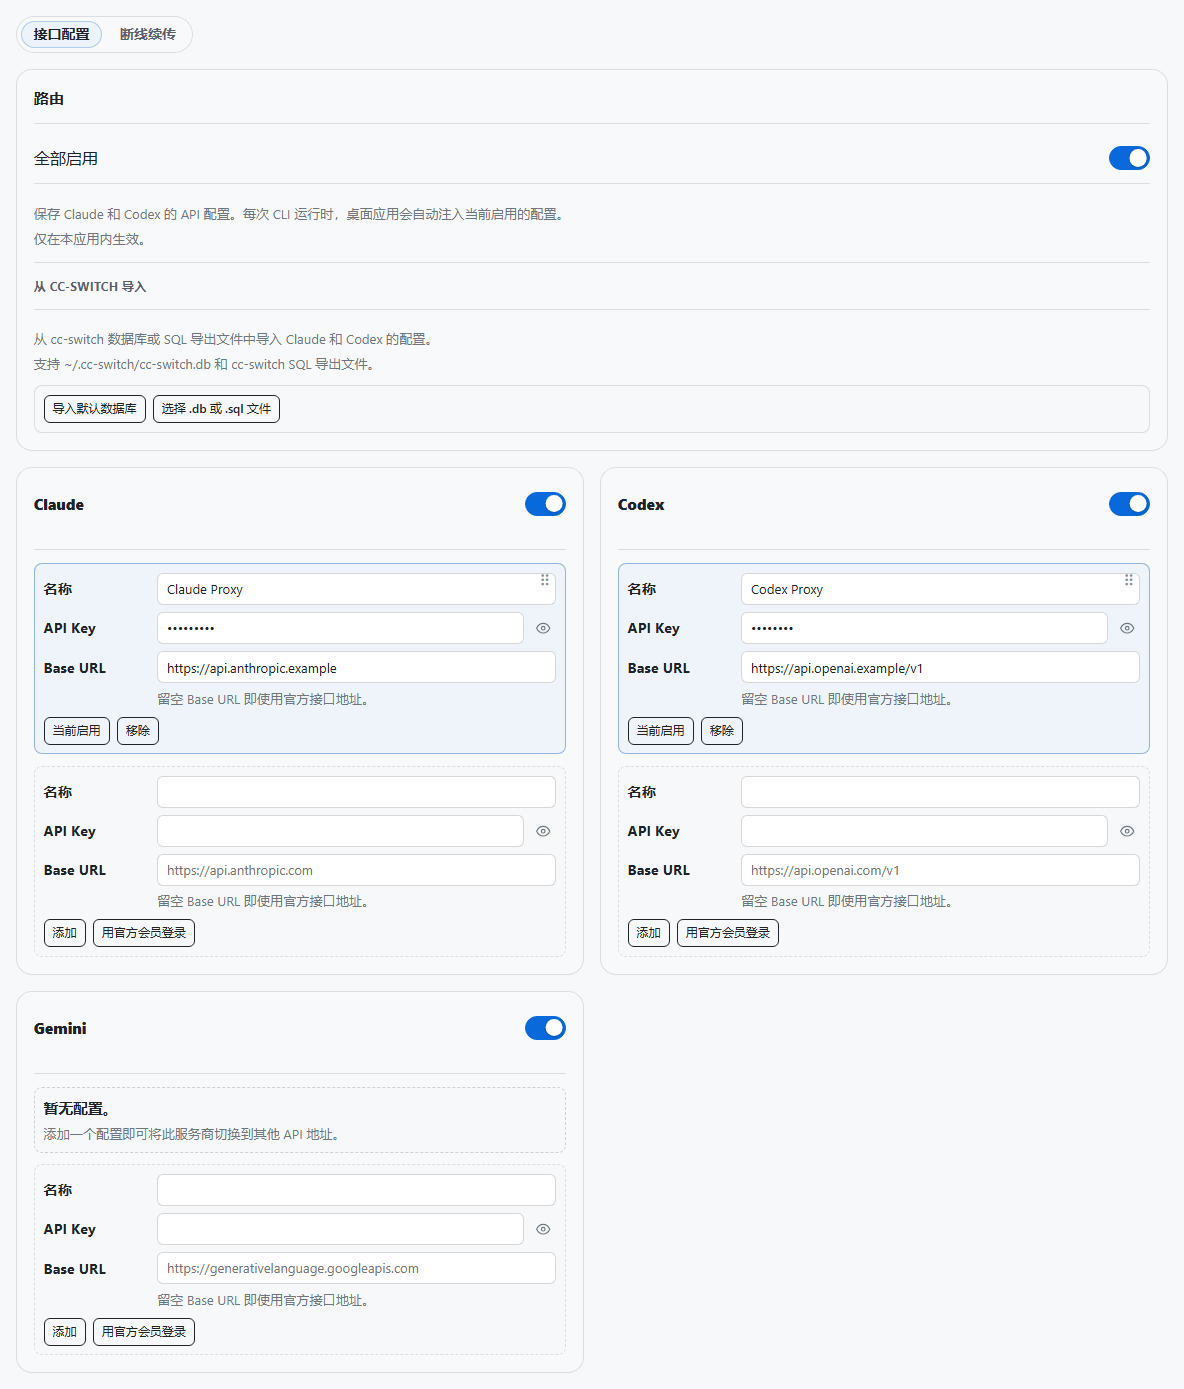 接口配置 断线续传
路由
全部启用
保存 Claude 和 Codex 的 API 配置。每次 CLI 运行时，桌面应用会自动注入当前启用的配置。
仅在本应用内生效。
从 CC-SWITCH 导入
从 cc-switch 数据库或 SQL 导出文件中导入 Claude 和 Codex 的配置。
支持 ~/.cc-switch/cc-switch.db 和 cc-switch SQL 导出文件。
导入默认数据库 选择 .db 或 .sql 文件
Claude
名称 Claude Proxy
API Key •••••••••
Base URL https://api.anthropic.example
留空 Base URL 即使用官方接口地址。
当前启用 移除
名称
API Key
Base URL https://api.anthropic.com
留空 Base URL 即使用官方接口地址。
添加 用官方会员登录
Codex
名称 Codex Proxy
API Key ••••••••
Base URL https://api.openai.example/v1
留空 Base URL 即使用官方接口地址。
当前启用 移除
名称
API Key
Base URL https://api.openai.com/v1
留空 Base URL 即使用官方接口地址。
添加 用官方会员登录
Gemini
暂无配置。
添加一个配置即可将此服务商切换到其他 API 地址。
名称
API Key
Base URL https://generativelanguage.googleapis.com
留空 Base URL 即使用官方接口地址。
添加 用官方会员登录